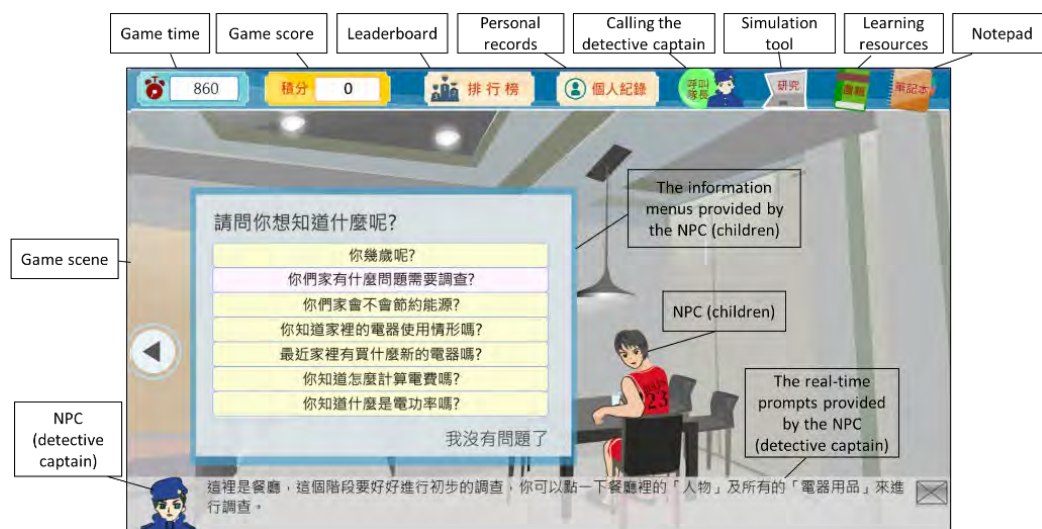 Game time
Game score
Leaderboard
Personal
records
Calling the
detective captain
Simulation
tool
Learning
resources
Notepad
860
積分
0
排行榜
個人紀錄
呼叫
隊長
研究
書籍
筆記本
The information
menus provided by
the NPC (children)
請問你想知道什麼呢?
你幾歲呢?
你們家有什麼問題需要調查?
你們家會不會節約能源?
你知道家裡的電器使用情形嗎?
最近家裡有買什麼新的電器嗎?
你知道怎麼計算電費嗎?
你知道什麼是電功率嗎?
我沒有問題了
Game scene
NPC (children)
23
The real-time
prompts provided
by the NPC
(detective captain)
NPC
(detective
captain)
這裡是餐廳，這個階段要好好進行初步的調查，你可以點一下餐廳裡的「人物」及所有的「電器用品」來進
行調查。